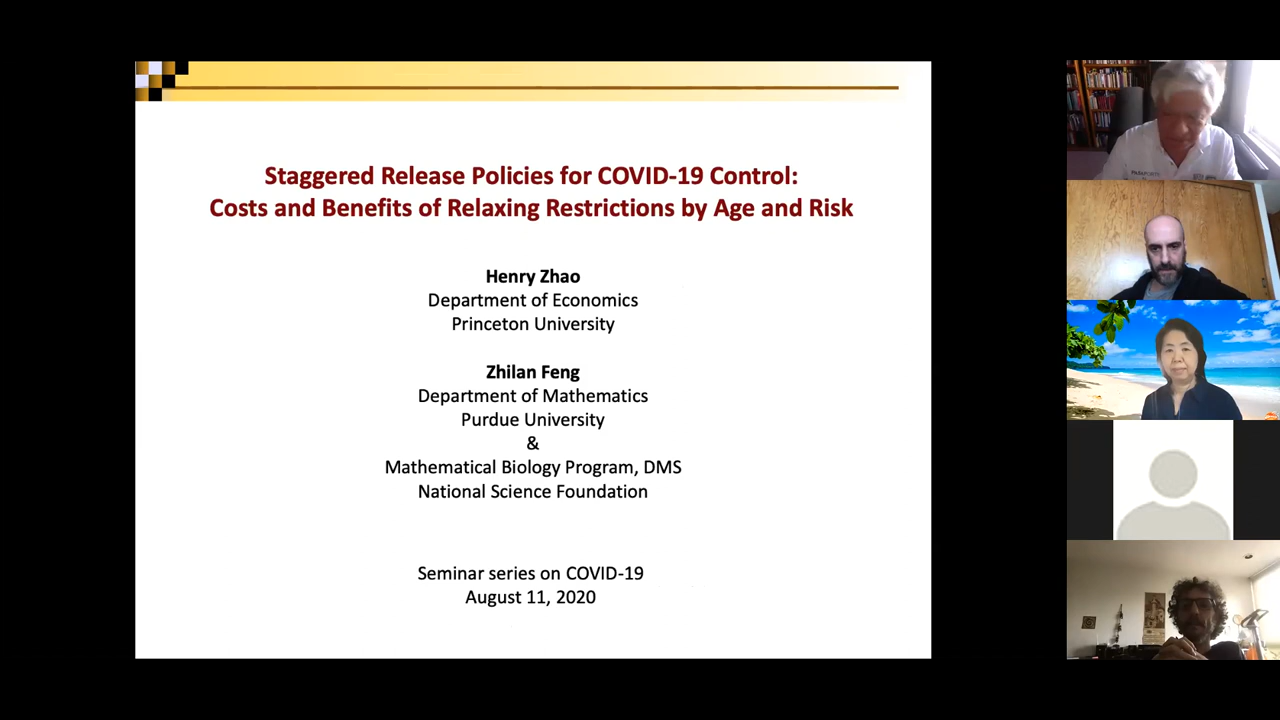 Staggered Release Policies for COVID-19 Control:
Costs and Benefits of Relaxing Restrictions by Age and Risk
Henry Zhao
Department of Economics
Princeton University
Zhilan Feng
Department of Mathematics
Purdue University
&
Mathematical Biology Program, DMS
National Science Foundation
Seminar series on COVID-19
August 11, 2020